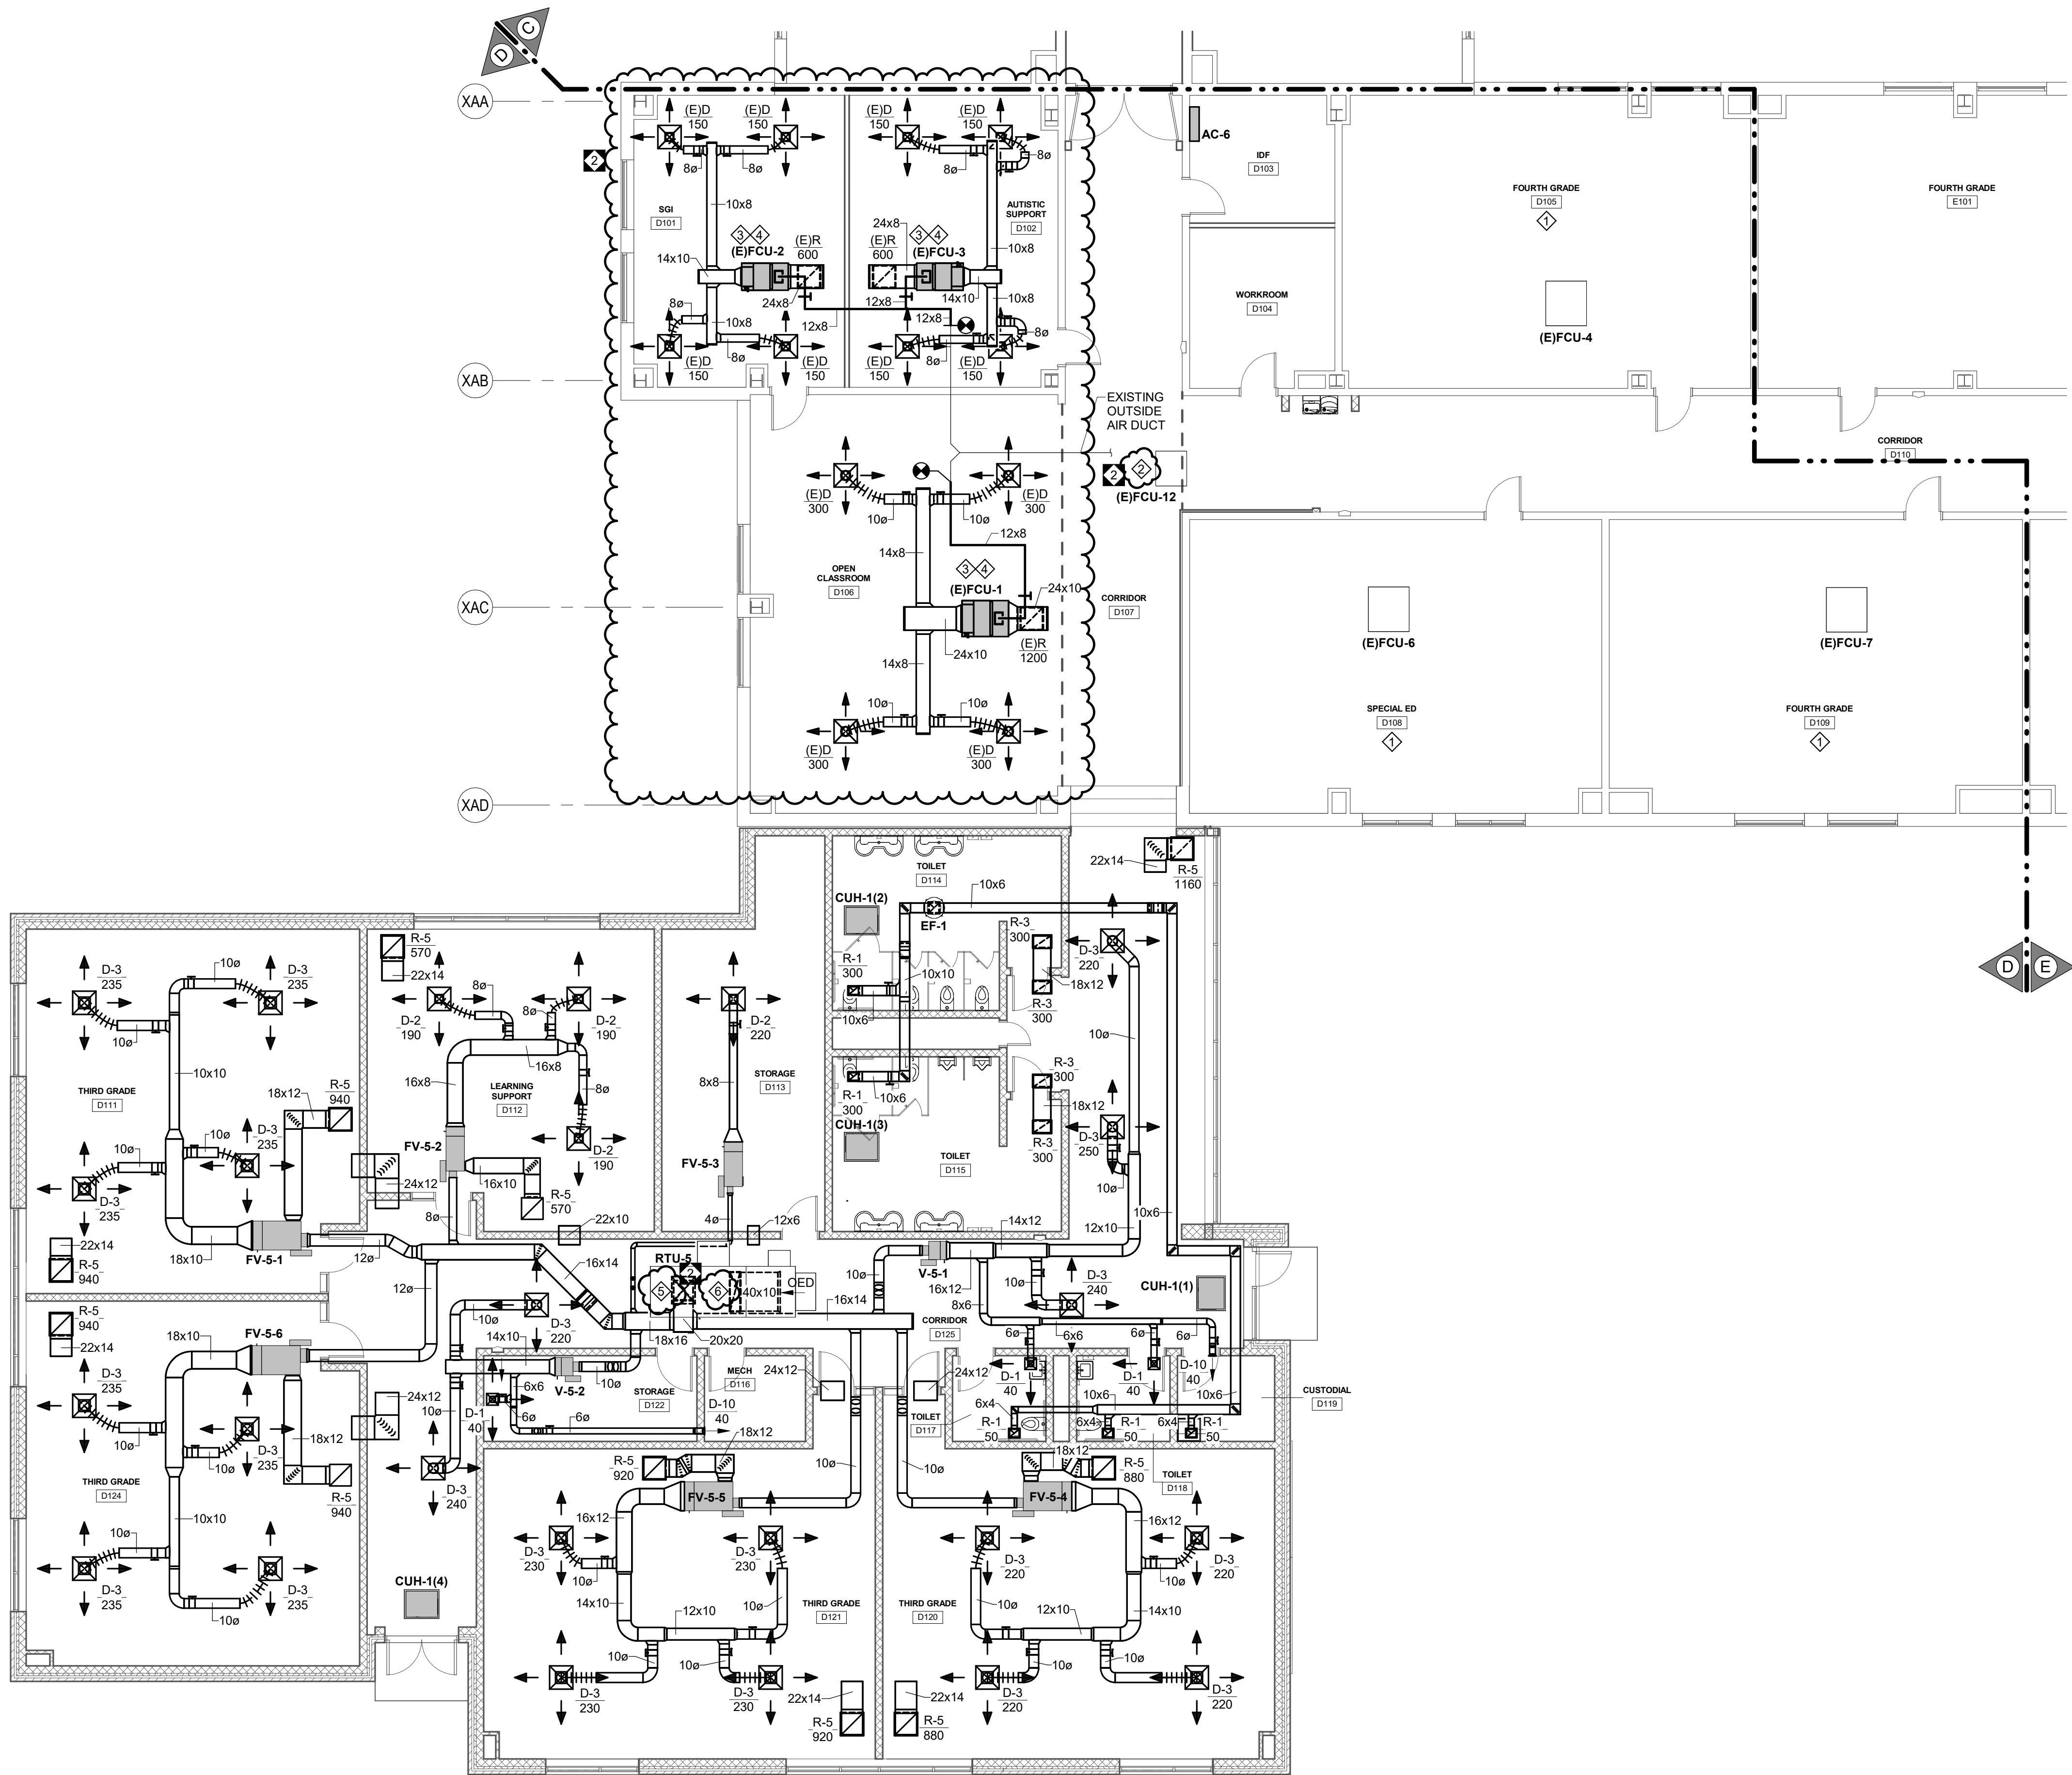 C
D
XAA
(E)D
150
(E)D
150
(E)D
150
(E)D
150
AC-6
2
8ø
8ø
8ø
8ø
IDF
D103
FOURTH GRADE
D105
1
FOURTH GRADE
E101
10x8
SGI
D101
AUTISTIC
SUPPORT
D102
24x8
3
4
(E)FCU-2
(E)R
600
3
4
(E)FCU-3
(E)R
600
10x8
14x10
24x8
12x8
14x10
10x8
WORKROOM
D104
(E)FCU-4
8ø
10x8
12x8
12x8
8ø
8ø
8ø
(E)D
150
(E)D
150
(E)D
150
(E)D
150
XAB
EXISTING
OUTSIDE
AIR DUCT
CORRIDOR
D110
2
2
(E)FCU-12
(E)D
300
(E)D
300
10ø
10ø
12x8
14x8
OPEN
CLASSROOM
D106
3
4
(E)FCU-1
24x10
CORRIDOR
D107
XAC
(E)R
1200
24x10
14x8
(E)FCU-6
(E)FCU-7
10ø
10ø
SPECIAL ED
D108
1
FOURTH GRADE
D109
1
(E)D
300
(E)D
300
XAD
22x14
R-5
1160
TOILET
D114
10x6
CUH-1(2)
EF-1
R-3
300
D-3
220
D
E
R-1
300
10x10
18x12
10x6
R-3
300
10ø
R-5
570
22x14
10ø
D-3
235
D-3
235
10ø
8ø
8ø
D-2
190
D-2
190
D-2
220
16x8
16x8
8ø
10x10
THIRD GRADE
D111
LEARNING
SUPPORT
D112
8x8
STORAGE
D113
R-3
300
18x12
R-1
300
10x6
CUH-1(3)
D-3
250
R-3
300
TOILET
D115
10ø
18x12
R-5
940
10ø
10ø
D-3
235
FV-5-2
24x12
16x10
D-2
190
R-5
570
FV-5-3
D-3
235
8ø
22x10
4ø
12x6
22x14
R-5
940
18x10
FV-5-1
12ø
10x6
12x10
14x12
V-5-1
16x12
10ø
10ø
D-3
240
CUH-1(1)
8x6
RTU-5
2
5
6
40x10
OED
16x14
16x14
12ø
R-5
940
22x14
18x10
FV-5-6
10ø
D-3
220
14x10
18x16
20x20
CORRIDOR
D125
6ø
6x6
6ø
6ø
V-5-2
10ø
MECH
D116
24x12
24x12
D-10
40
CUSTODIAL
D119
D-3
235
24x12
10ø
D-1
40
6x6
6ø
6ø
STORAGE
D122
D-10
40
TOILET
D117
D-1
40
D-1
40
10x6
10x6
6x4
6x4
R-1
50
R-1
50
R-1
50
10ø
10ø
D-3
235
18x12
THIRD GRADE
D124
R-5
940
D-3
240
18x12
R-5
920
FV-5-5
10ø
10ø
18x12
R-5
880
FV-5-4
TOILET
D118
10x10
10ø
D-3
235
D-3
235
10ø
16x12
D-3
230
10ø
D-3
230
D-3
220
16x12
D-3
220
10ø
CUH-1(4)
14x10
12x10
10ø
THIRD GRADE
D121
THIRD GRADE
D120
10ø
12x10
14x10
10ø
10ø
10ø
10ø
D-3
230
D-3
230
22x14
R-5
920
22x14
R-5
880
D-3
220
D-3
220